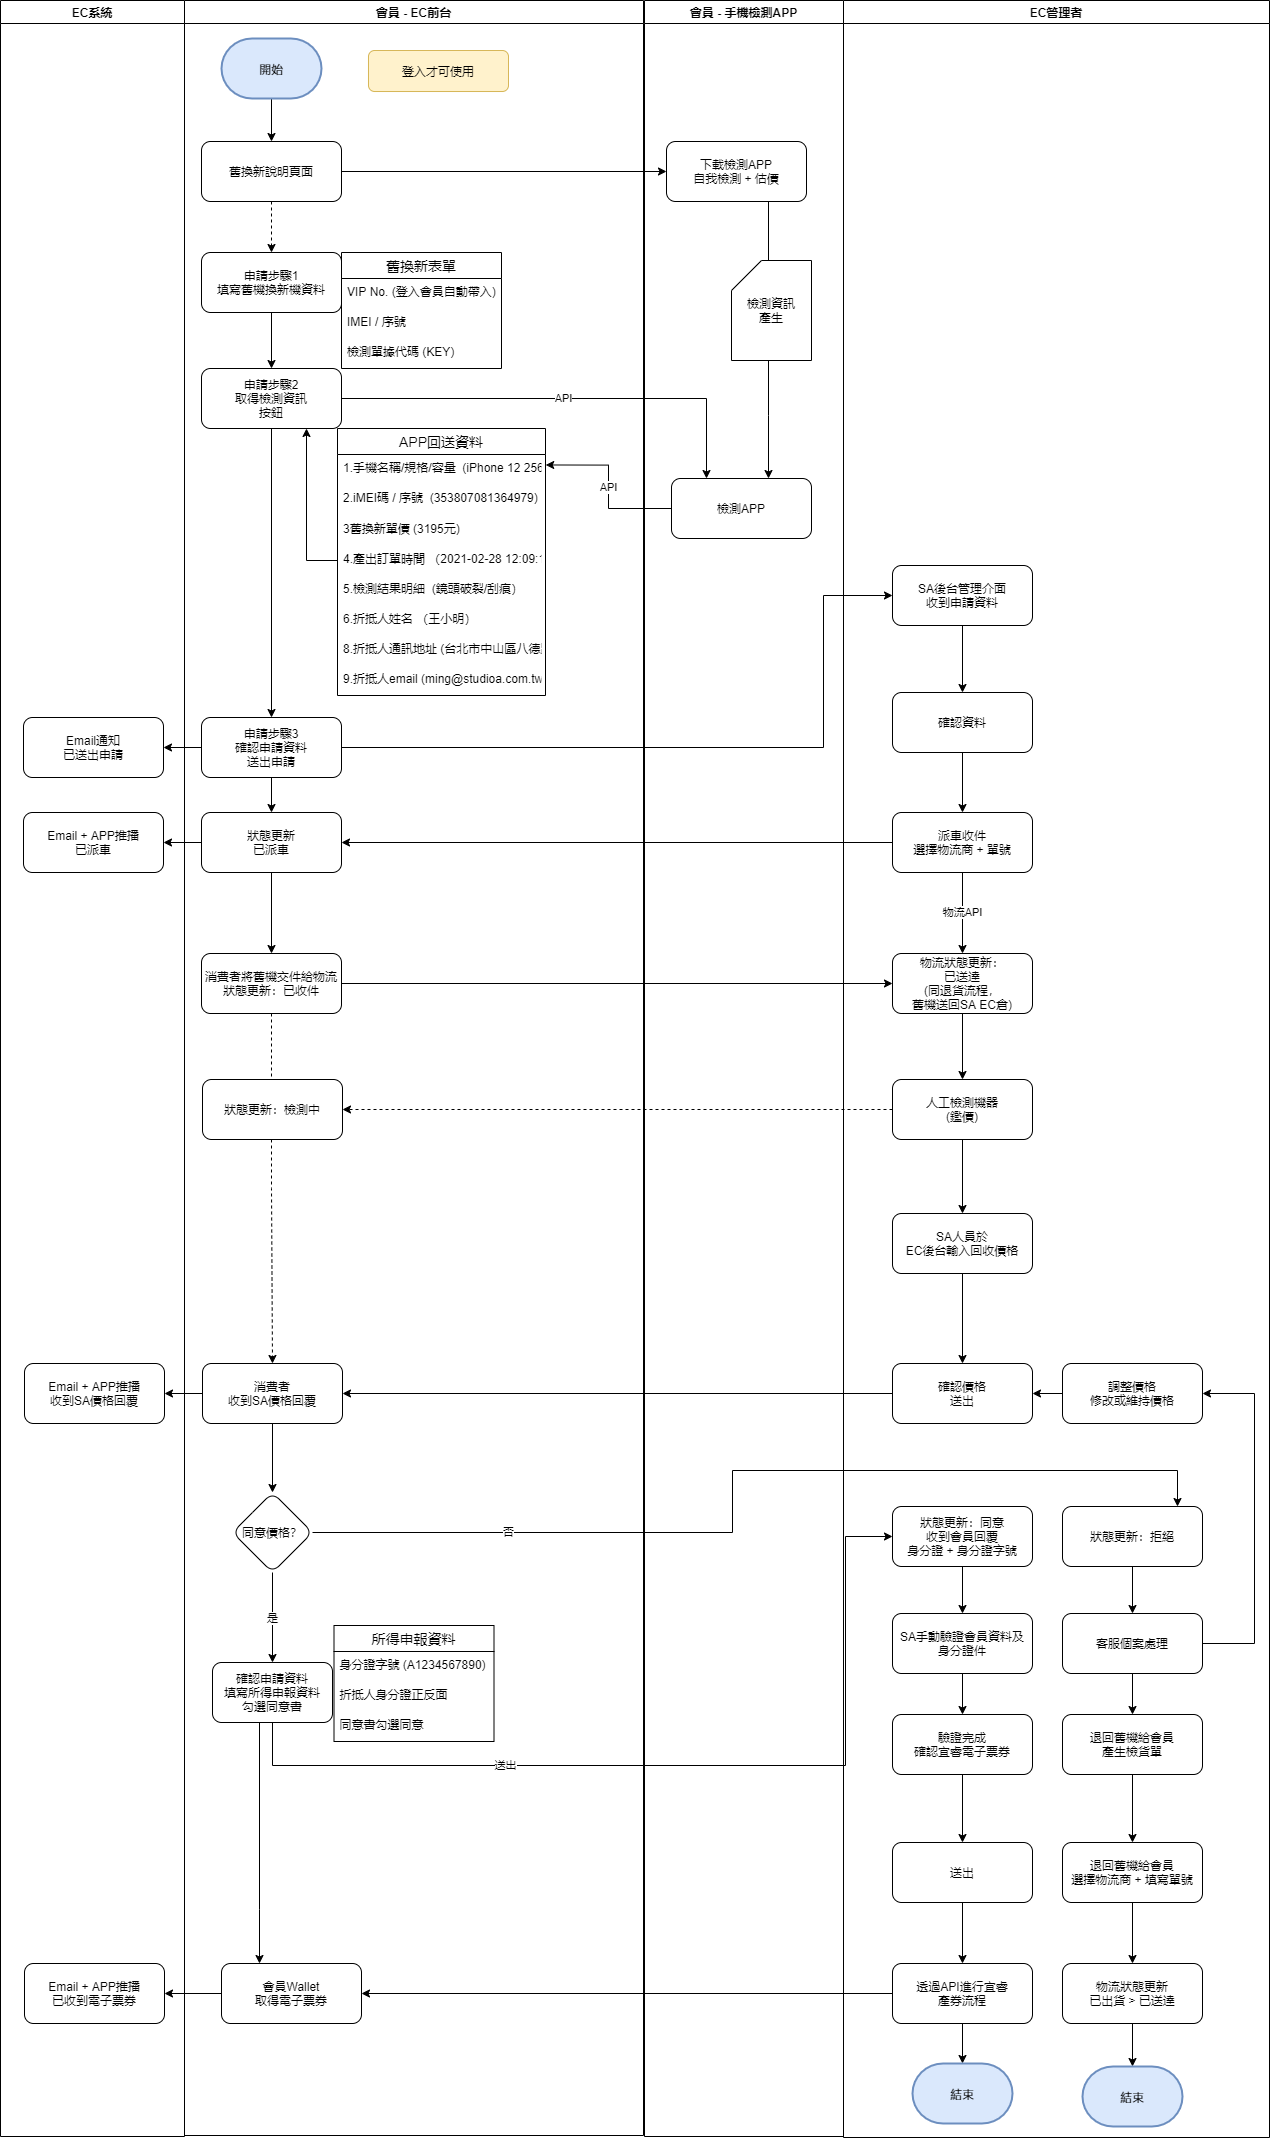 EC系統
會員 - EC前台
會員 - 手機檢測APP
EC管理者
開始
登入才可使用
舊換新說明頁面
下載檢測APP
自我檢測 + 估價
申請步驟1
填寫舊機換新機資料
舊換新表單
VIP No. (登入會員自動帶入)
IMEI / 序號
檢測單據代碼 (KEY)
檢測資訊
產生
申請步驟2
取得檢測資訊
按鈕
API
APP回送資料
1.手機名稱/規格/容量 (iPhone 12 256
2.iMEI碼 / 序號 (353807081364979)
3舊換新單價 (3195元)
4.產出訂單時間 （2021-02-28 12:09:1
5.檢測結果明細（鏡頭破裂/刮痕）
6.折抵人姓名 （王小明）
8.折抵人通訊地址 (台北市中山區八德
9.折抵人email (ming@studioa.com.tw
API
檢測APP
SA後台管理介面
收到申請資料
確認資料
Email通知
已送出申請
申請步驟3
確認申請資料
送出申請
Email + APP推播
已派車
狀態更新
已派車
派車收件
選擇物流商 + 單號
物流API
消費者將舊機交件給物流
狀態更新：已收件
物流狀態更新：
已送達
(同退貨流程，
舊機送回SA EC倉)
狀態更新：檢測中
人工檢測機器
(鑑價)
SA人員於
EC後台輸入回收價格
Email + APP推播
收到SA價格回覆
消費者
收到SA價格回覆
確認價格
送出
調整價格
修改或維持價格
同意價格?
否
狀態更新：同意
收到會員回覆
身分證 + 身分證字號
狀態更新：拒絕
是
SA手動驗證會員資料及
身分證件
客服個案處理
確認申請資料
填寫所得申報資料
勾選同意書
所得申報資料
身分證字號 (A1234567890)
折抵人身分證正反面
同意書勾選同意
送出
驗證完成
確認宜睿電子票券
退回舊機給會員
產生檢貨單
送出
退回舊機給會員
選擇物流商 + 填寫單號
Email + APP推播
已收到電子票券
會員Wallet
取得電子票券
透過API進行宜睿
產券流程
物流狀態更新
已出貨 > 已送達
結束
結束